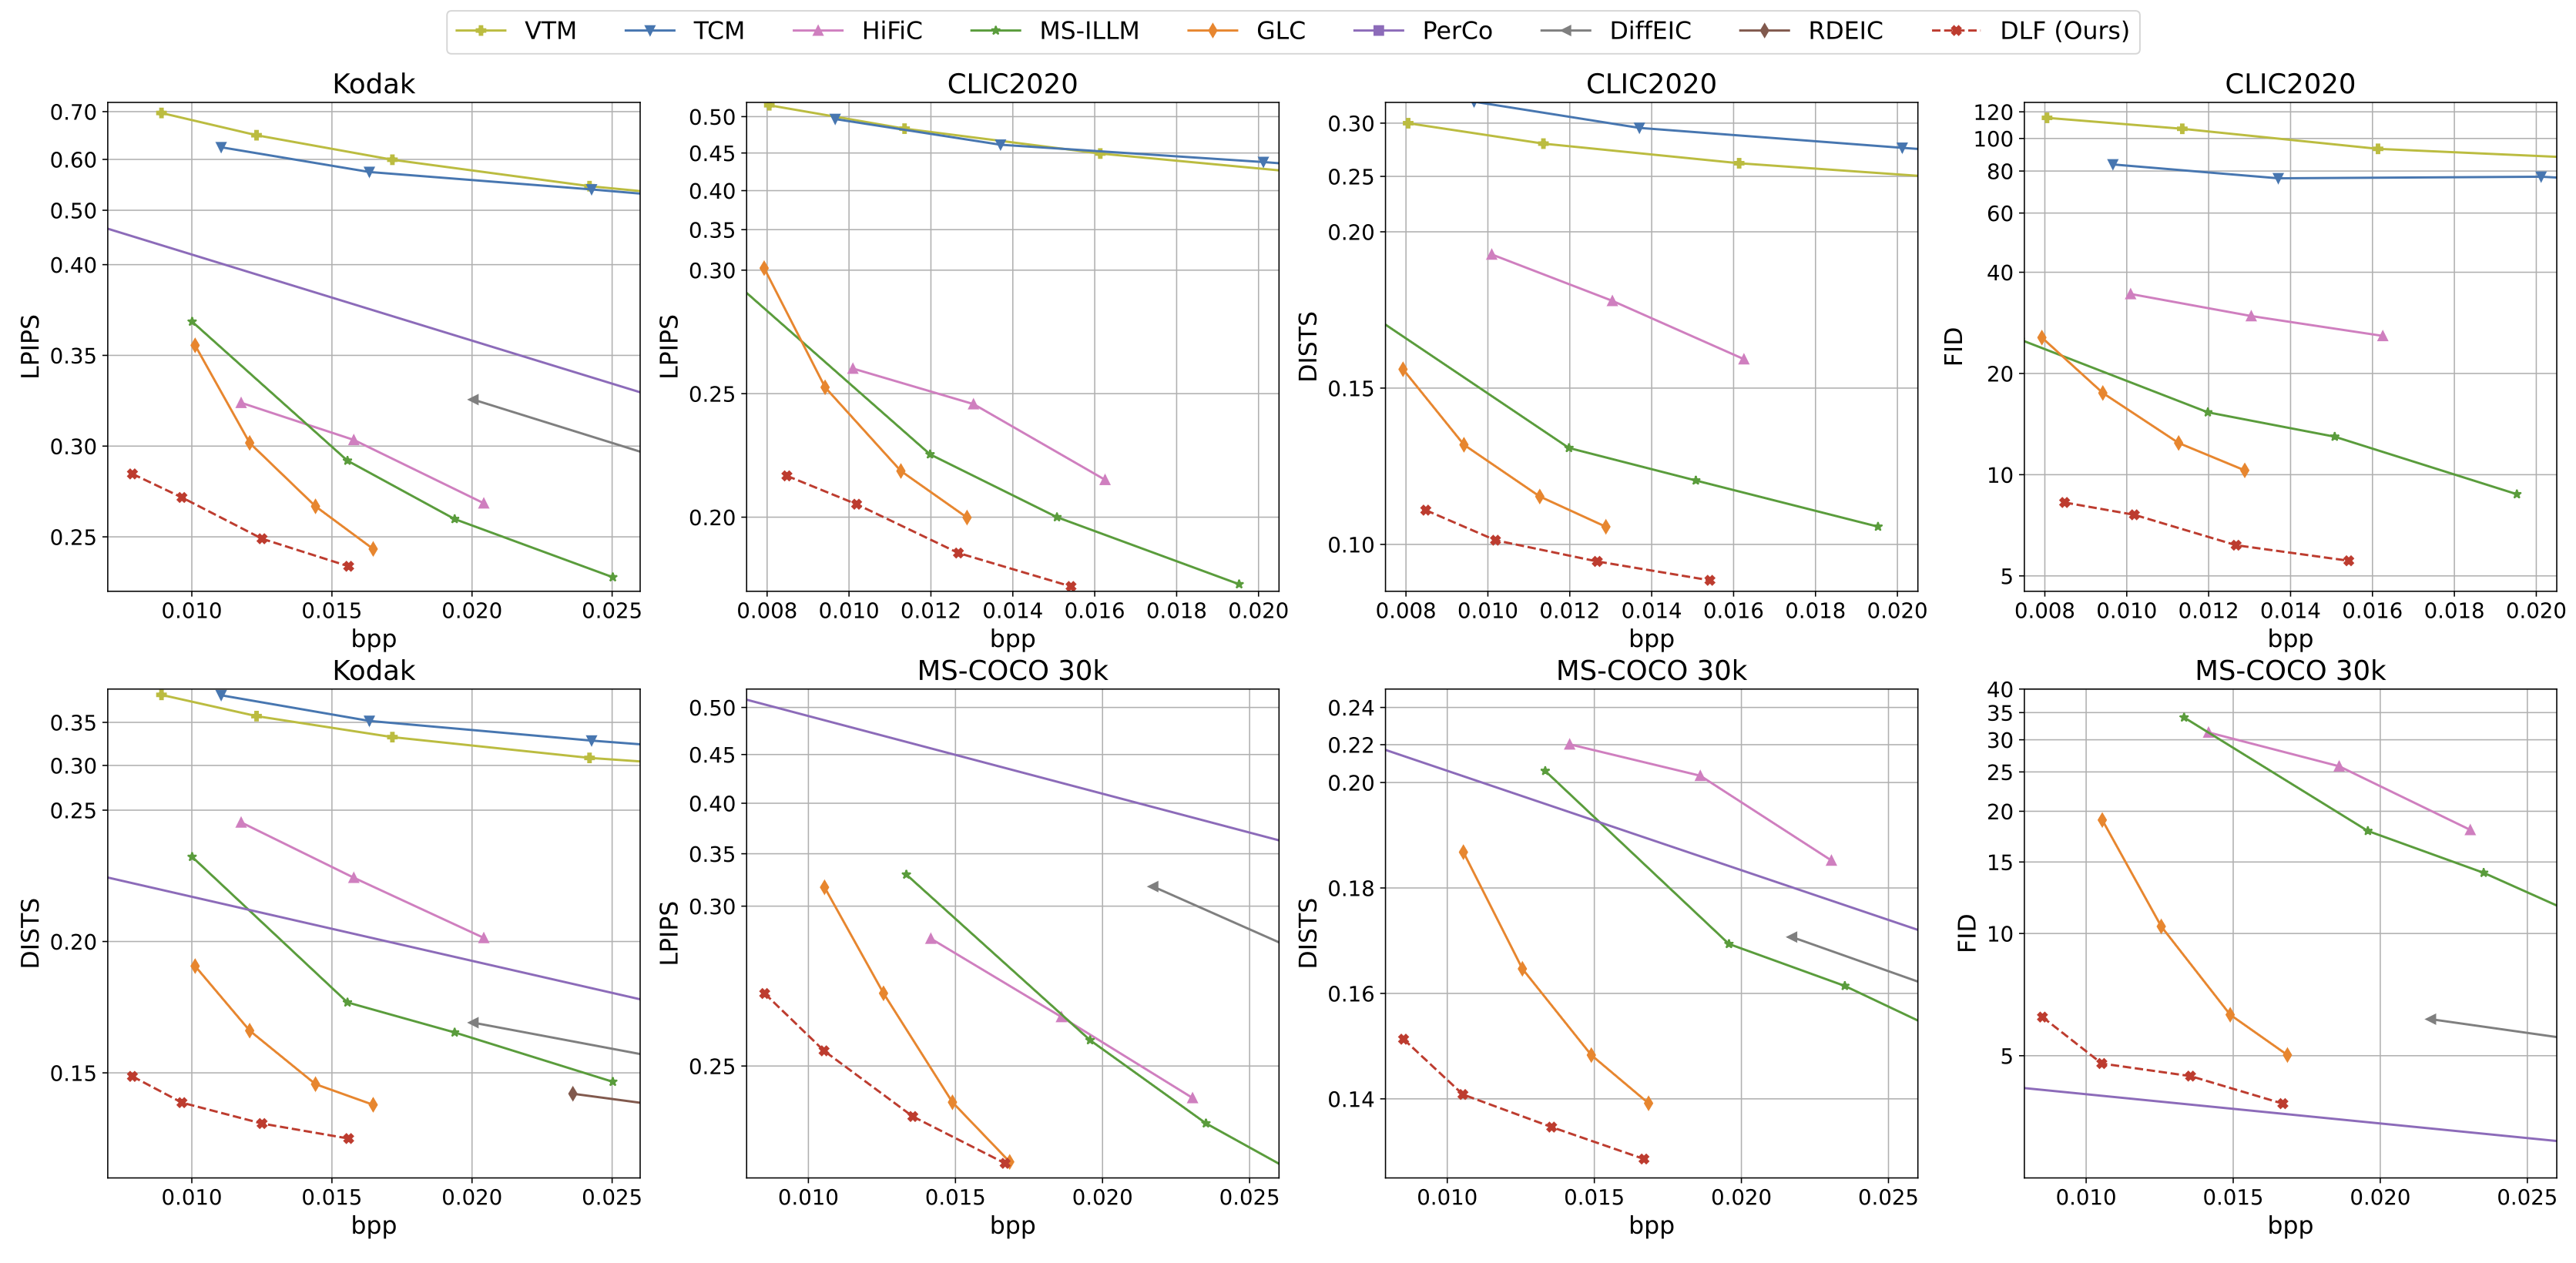 VTM TCM HiFiC MS-ILLM GLC PerCo DiffEIC RDEIC DLF (Ours)
Kodak
0.70
0.60
0.50
0.40
0.35
0.30
0.25
LPIPS
0.010 0.015 0.020 0.025
bpp
CLIC2020
0.50
0.45
0.40
0.35
0.30
0.25
0.20
LPIPS
0.008 0.010 0.012 0.014 0.016 0.018 0.020
bpp
CLIC2020
0.30
0.25
0.20
0.15
0.10
DISTS
0.008 0.010 0.012 0.014 0.016 0.018 0.020
bpp
CLIC2020
120
100
80
60
40
20
10
5
FID
0.008 0.010 0.012 0.014 0.016 0.018 0.020
bpp
Kodak
0.35
0.30
0.25
0.20
0.15
DISTS
0.010 0.015 0.020 0.025
bpp
MS-COCO 30k
0.50
0.45
0.40
0.35
0.30
0.25
LPIPS
0.010 0.015 0.020 0.025
bpp
MS-COCO 30k
0.24
0.22
0.20
0.18
0.16
0.14
DISTS
0.010 0.015 0.020 0.025
bpp
MS-COCO 30k
40
35
30
25
20
15
10
5
FID
0.010 0.015 0.020 0.025
bpp